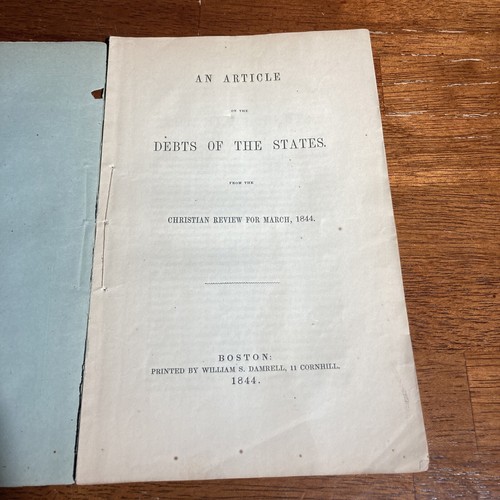 AN ARTICLE
ON THE
DEBTS OF THE STATES.
FROM THE
CHRISTIAN REVIEW FOR MARCH, 1844.
BOSTON:
PRINTED BY WILLIAM S. DAMRELL, 11 CORNHILL.
1844.